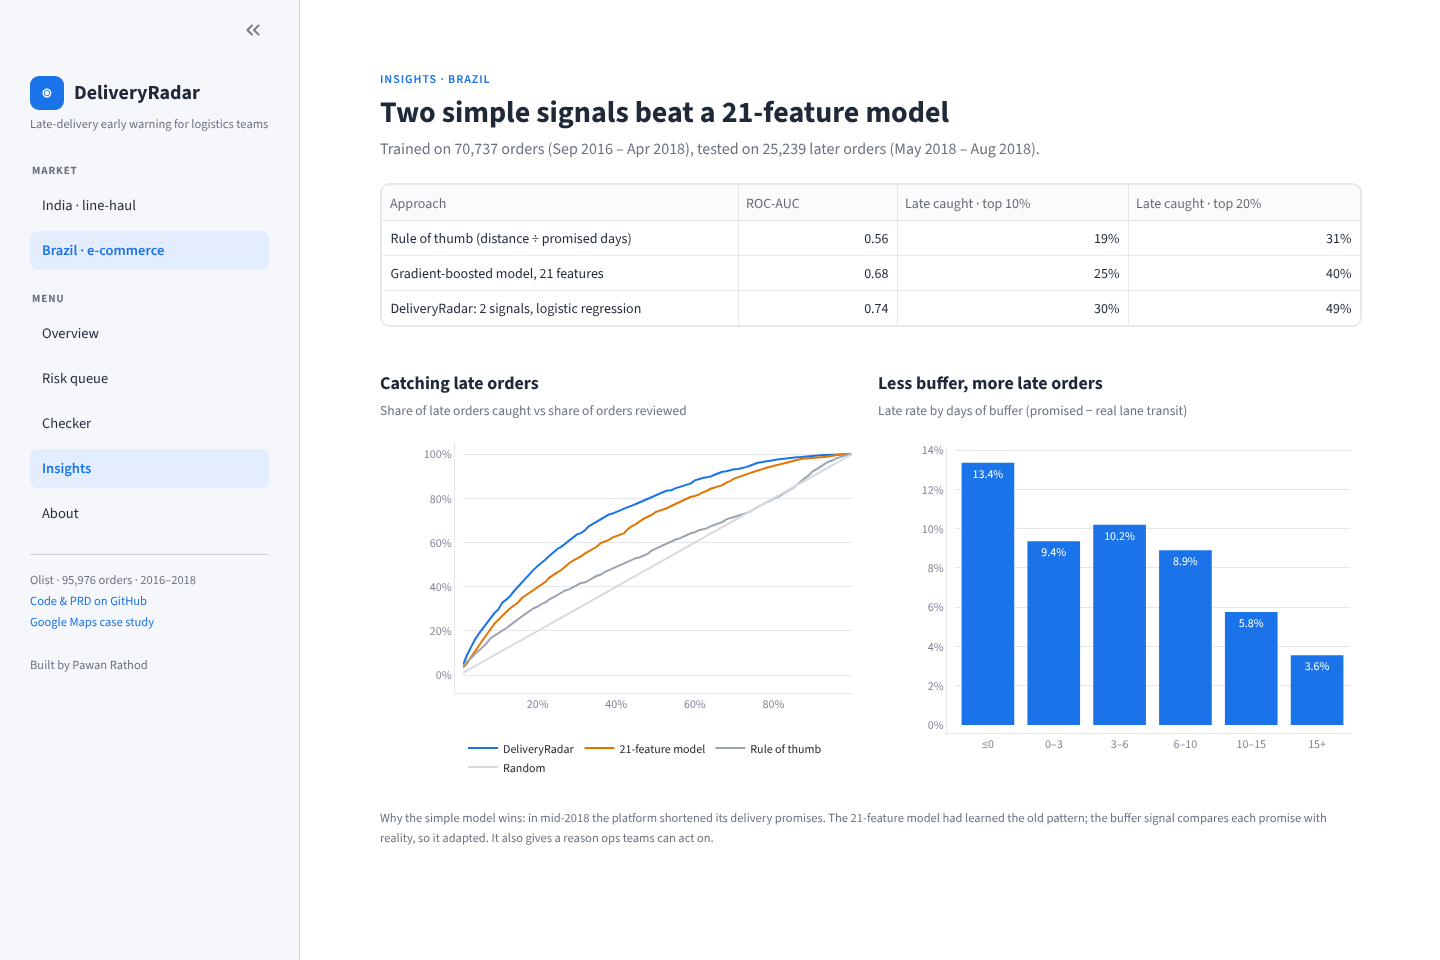 DeliveryRadar
Late-delivery early warning for logistics teams
MARKET
India · line-haul
Brazil · e-commerce
MENU
Overview
Risk queue
Checker
Insights
About
Olist · 95,976 orders · 2016–2018
Code & PRD on GitHub
Google Maps case study
Built by Pawan Rathod
INSIGHTS · BRAZIL
Two simple signals beat a 21-feature model
Trained on 70,737 orders (Sep 2016 – Apr 2018), tested on 25,239 later orders (May 2018 – Aug 2018).
Approach ROC-AUC Late caught · top 10% Late caught · top 20%
Rule of thumb (distance ÷ promised days) 0.56 19% 31%
Gradient-boosted model, 21 features 0.68 25% 40%
DeliveryRadar: 2 signals, logistic regression 0.74 30% 49%
Catching late orders
Share of late orders caught vs share of orders reviewed
100%
80%
60%
40%
20%
0%
20% 40% 60% 80%
DeliveryRadar 21-feature model Rule of thumb
Random
Less buffer, more late orders
Late rate by days of buffer (promised − real lane transit)
14%
12%
10%
8%
6%
4%
2%
0%
13.4% 9.4% 10.2% 8.9% 5.8% 3.6%
≤0 0–3 3–6 6–10 10–15 15+
Why the simple model wins: in mid-2018 the platform shortened its delivery promises. The 21-feature model had learned the old pattern; the buffer signal compares each promise with
reality, so it adapted. It also gives a reason ops teams can act on.